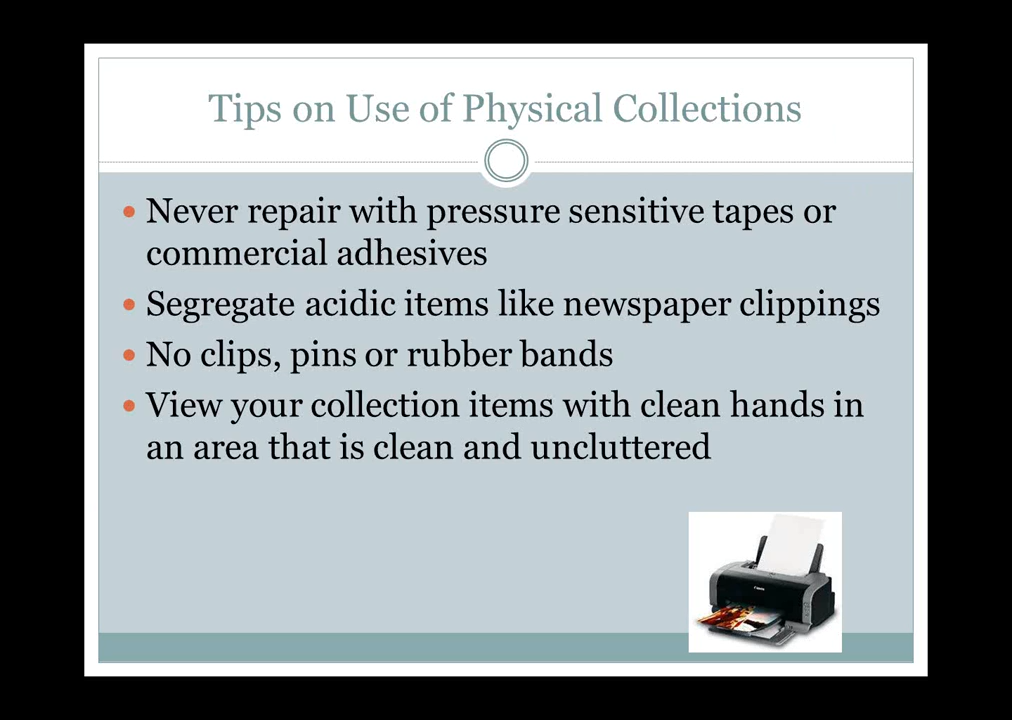 Tips on Use of Physical Collections
• Never repair with pressure sensitive tapes or
commercial adhesives
• Segregate acidic items like newspaper clippings
• No clips, pins or rubber bands
• View your collection items with clean hands in
an area that is clean and uncluttered
Canon